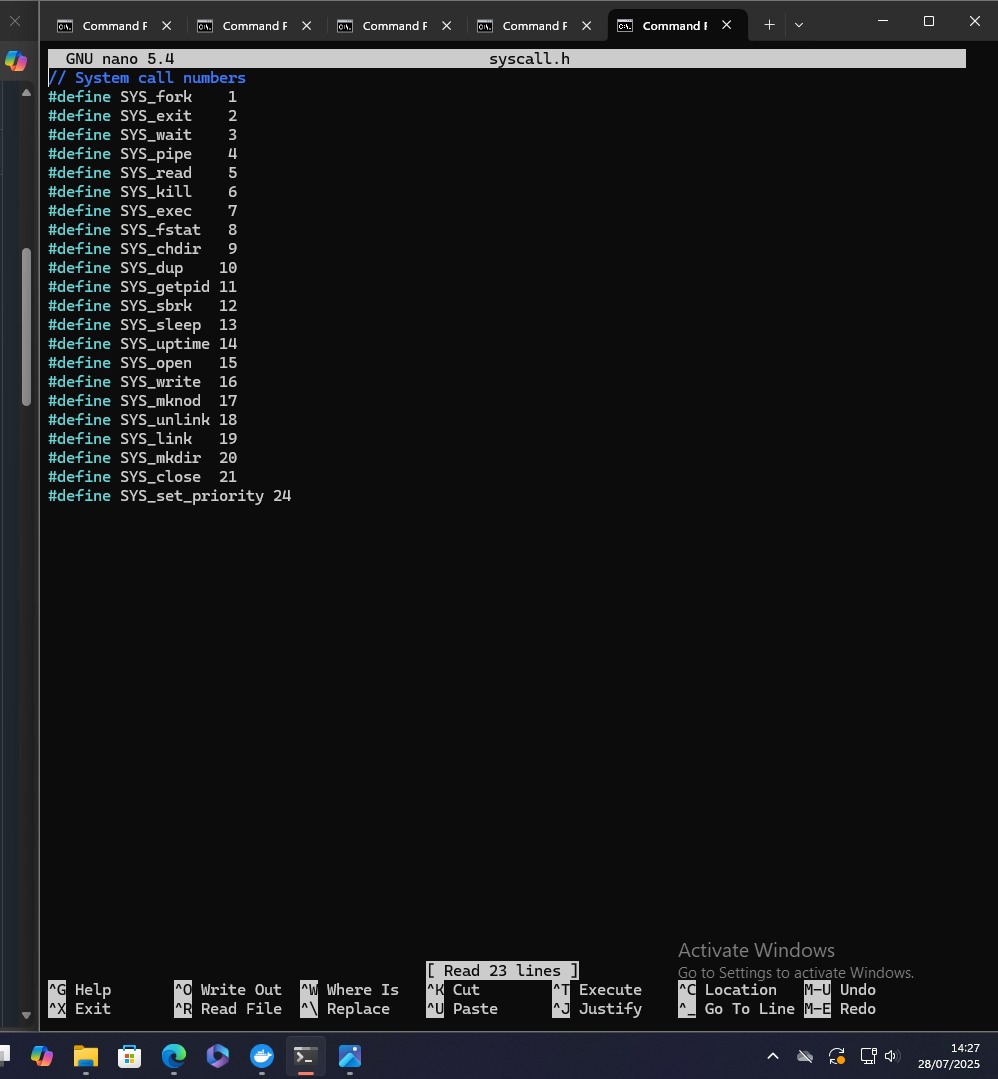 Command F Command F Command F Command F Command F
GNU nano 5.4 syscall.h
// System call numbers
#define SYS_fork    1
#define SYS_exit    2
#define SYS_wait    3
#define SYS_pipe    4
#define SYS_read    5
#define SYS_kill    6
#define SYS_exec    7
#define SYS_fstat   8
#define SYS_chdir   9
#define SYS_dup    10
#define SYS_getpid 11
#define SYS_sbrk   12
#define SYS_sleep  13
#define SYS_uptime 14
#define SYS_open   15
#define SYS_write  16
#define SYS_mknod  17
#define SYS_unlink 18
#define SYS_link   19
#define SYS_mkdir  20
#define SYS_close  21
#define SYS_set_priority 24
Activate Windows
Go to Settings to activate Windows.
[ Read 23 lines ]
^G Help ^O Write Out ^W Where Is ^K Cut ^T Execute ^C Location M-U Undo
^X Exit ^R Read File ^\ Replace ^U Paste ^J Justify ^_ Go To Line M-E Redo
14:27
28/07/2025